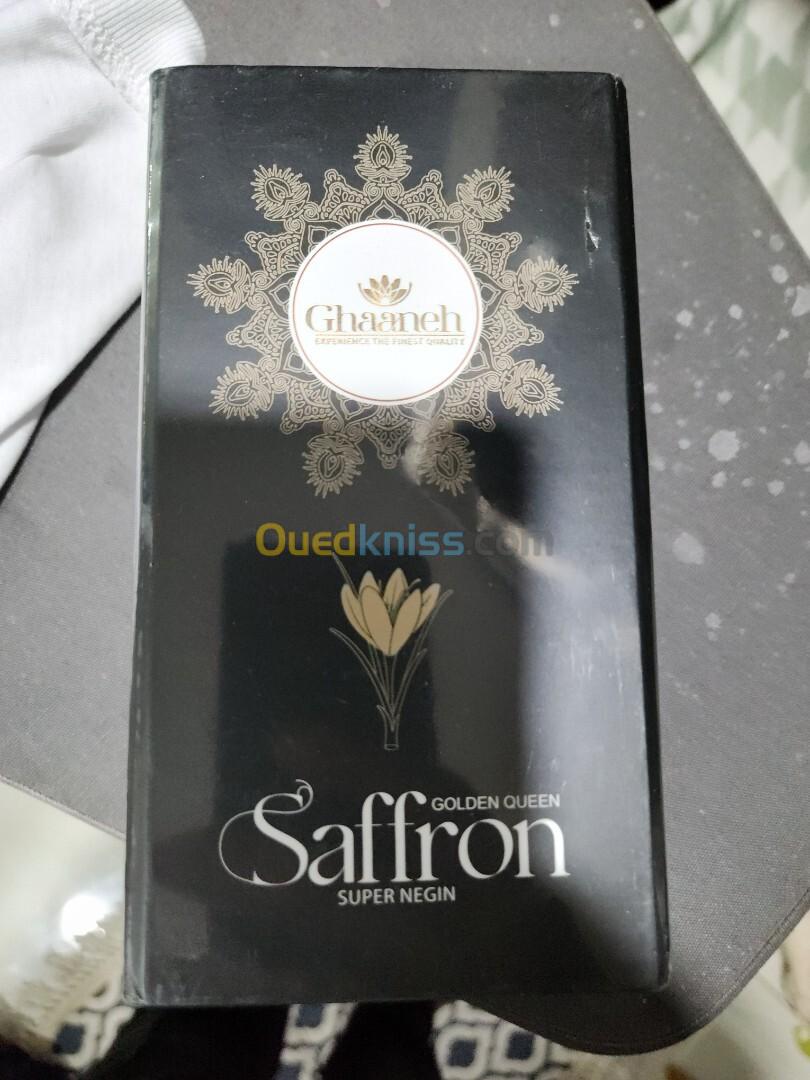 Ghaaneh
EXPERIENCE THE FINEST QUALITY
Ouedkniss.com
GOLDEN QUEEN
Saffron
SUPER NEGIN